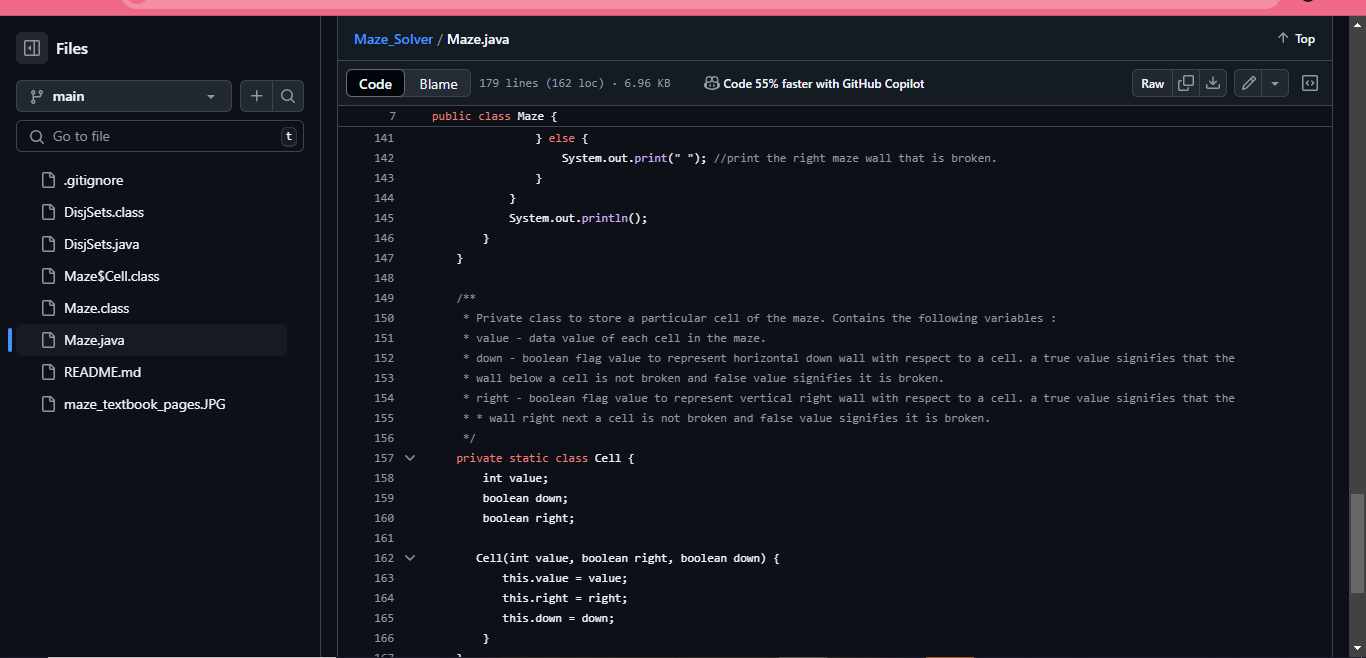 Files
main
Go to file
t
.gitignore
DisjSets.class
DisjSets.java
Maze$Cell.class
Maze.class
Maze.java
README.md
maze_textbook_pages.JPG
Maze_Solver / Maze.java
Top
Code Blame 179 lines (162 loc) · 6.96 KB Code 55% faster with GitHub Copilot Raw
7 public class Maze {
141 } else {
142 System.out.print(" "); //print the right maze wall that is broken.
143 }
144 }
145 System.out.println();
146 }
147 }
148
149 /**
150 * Private class to store a particular cell of the maze. Contains the following variables :
151 * value - data value of each cell in the maze.
152 * down - boolean flag value to represent horizontal down wall with respect to a cell. a true value signifies that the
153 * wall below a cell is not broken and false value signifies it is broken.
154 * right - boolean flag value to represent vertical right wall with respect to a cell. a true value signifies that the
155 * * wall right next a cell is not broken and false value signifies it is broken.
156 */
157 private static class Cell {
158 int value;
159 boolean down;
160 boolean right;
161
162 Cell(int value, boolean right, boolean down) {
163 this.value = value;
164 this.right = right;
165 this.down = down;
166 }